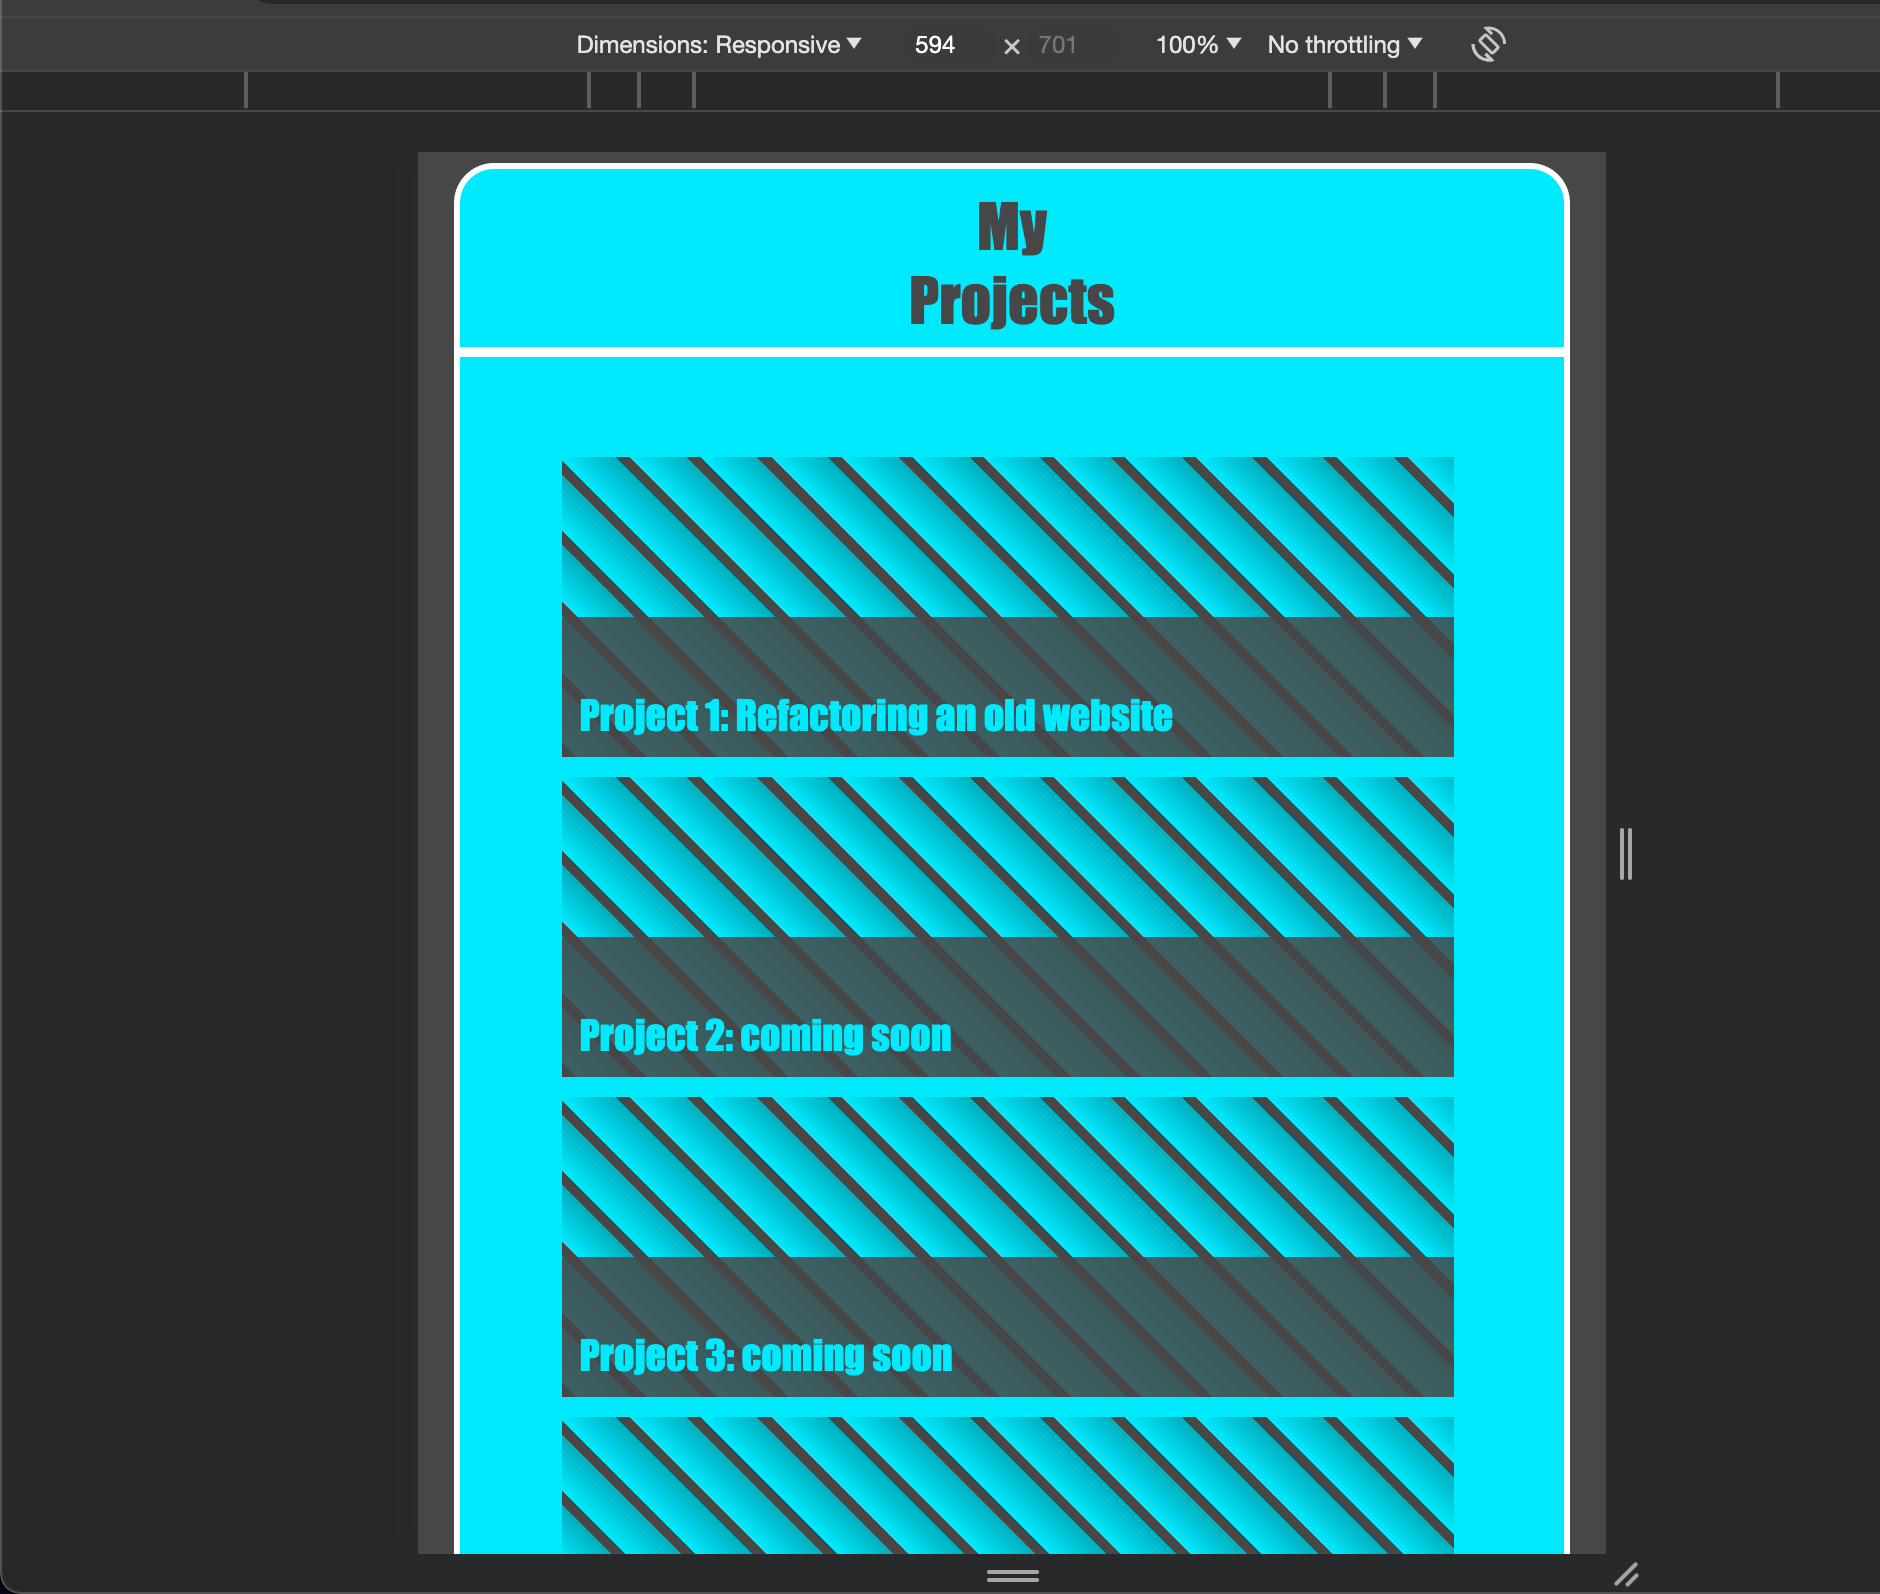 Dimensions: Responsive 594 × 701 100% No throttling
My
Projects
Project 1: Refactoring an old website
Project 2: coming soon
Project 3: coming soon